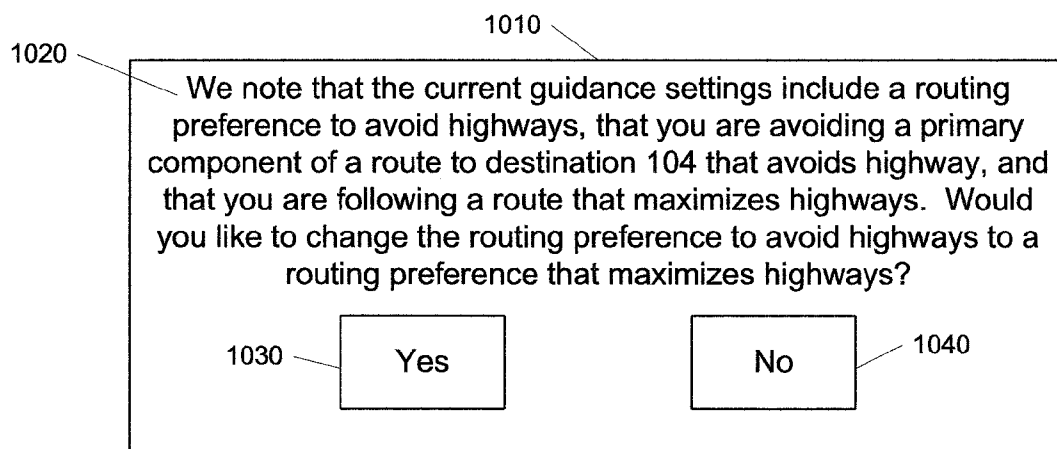 1010
1020
We note that the current guidance settings include a routing
preference to avoid highways, that you are avoiding a primary
component of a route to destination 104 that avoids highway, and
that you are following a route that maximizes highways. Would
you like to change the routing preference to avoid highways to a
routing preference that maximizes highways?
1030
Yes
No
1040